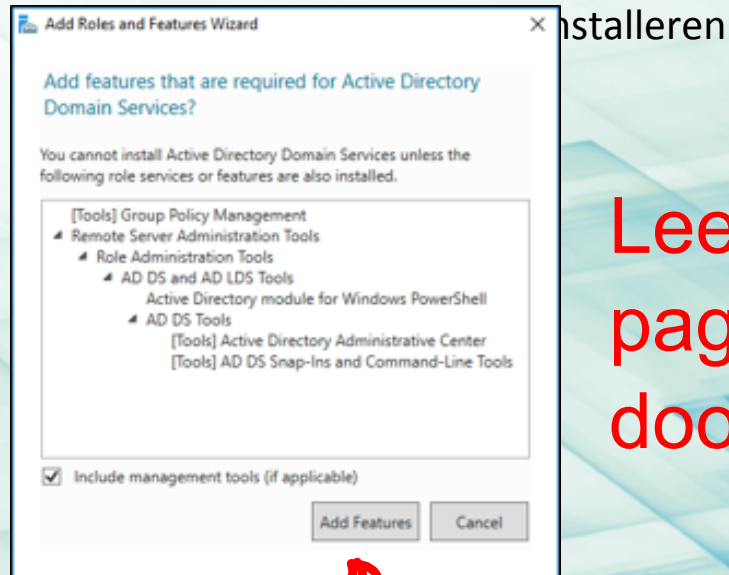 Add Roles and Features Wizard
nstalleren
Add features that are required for Active Directory
Domain Services?
You cannot install Active Directory Domain Services unless the
following role services or features are also installed.
[Tools] Group Policy Management
Remote Server Administration Tools
Role Administration Tools
AD DS and AD LDS Tools
Active Directory module for Windows PowerShell
AD DS Tools
[Tools] Active Directory Administrative Center
[Tools] AD DS Snap-Ins and Command-Line Tools
Include management tools (if applicable)
Add Features
Cancel
Lee
pag
doo